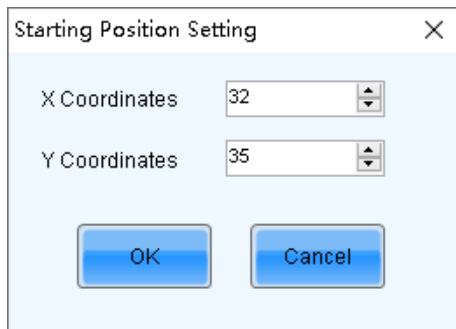 Starting Position Setting
X Coordinates 32
Y Coordinates 35
OK Cancel